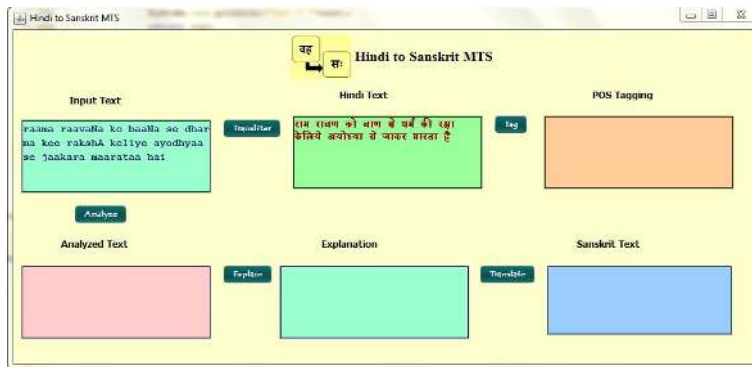 Hindi to Sanskrit MTS
वह
सः
Hindi to Sanskrit MTS
Input Text
Hindi Text
POS Tagging
raama raavaNa ko baaNa se dhar
ma kee rakshA keliye ayodhyaa
se jaakara maarataa hai
Transliter
राम रावण को बाण से धर्म की रक्षा
केलिये अयोध्या से जाकर मारता है
Tag
Analyze
Analyzed Text
Explanation
Sanskrit Text
Explain
Translate